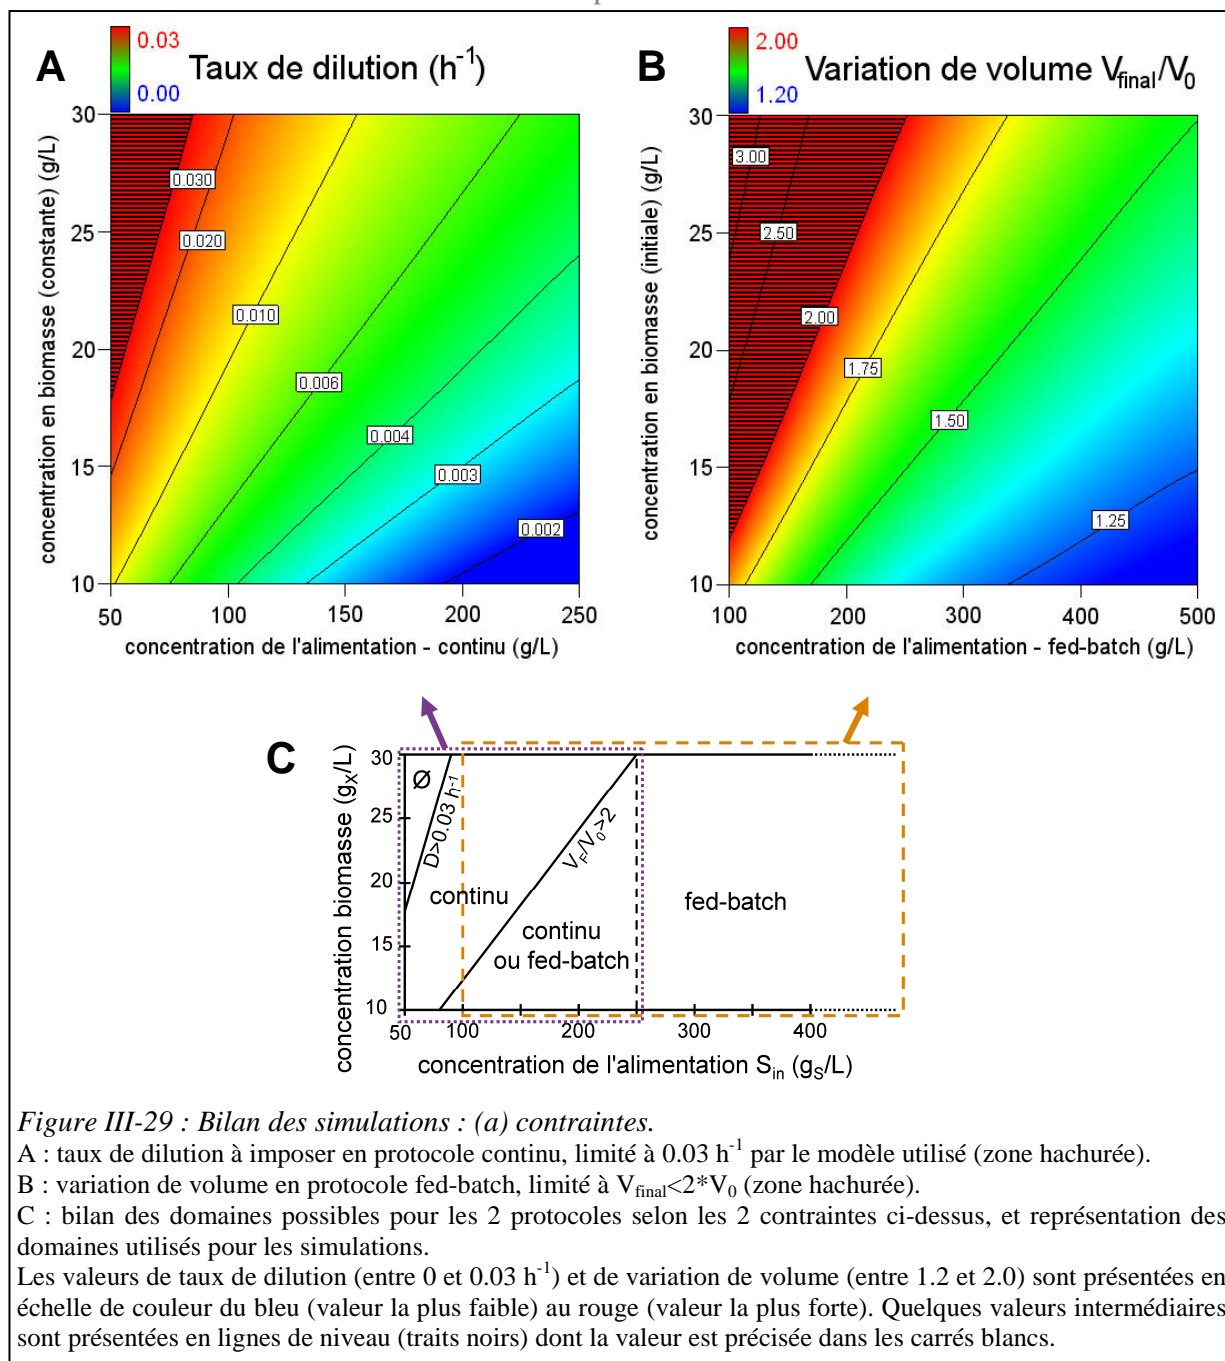 A
0.03
0.00
Taux de dilution (h-1)
B
2.00
1.20
Variation de volume Vfinal/V0
concentration en biomasse (constante) (g/L)
30
25
20
15
10
0.030
0.020
0.010
0.006
0.004
0.003
0.002
50 100 150 200 250
concentration de l'alimentation - continu (g/L)
concentration en biomasse (initiale) (g/L)
30
25
20
15
10
3.00
2.50
2.00
1.75
1.50
1.25
100 200 300 400 500
concentration de l'alimentation - fed-batch (g/L)
C
concentration biomasse (gX/L)
30
25
20
15
10
Ø
D>0.03 h-1
continu
VF/V0>2
continu
ou fed-batch
fed-batch
50 100 200 300 400
concentration de l'alimentation Sin (gS/L)
Figure III-29 : Bilan des simulations : (a) contraintes.
A : taux de dilution à imposer en protocole continu, limité à 0.03 h-1 par le modèle utilisé (zone hachurée).
B : variation de volume en protocole fed-batch, limité à Vfinal<2*V0 (zone hachurée).
C : bilan des domaines possibles pour les 2 protocoles selon les 2 contraintes ci-dessus, et représentation des
domaines utilisés pour les simulations.
Les valeurs de taux de dilution (entre 0 et 0.03 h-1) et de variation de volume (entre 1.2 et 2.0) sont présentées en
échelle de couleur du bleu (valeur la plus faible) au rouge (valeur la plus forte). Quelques valeurs intermédiaires
sont présentées en lignes de niveau (traits noirs) dont la valeur est précisée dans les carrés blancs.